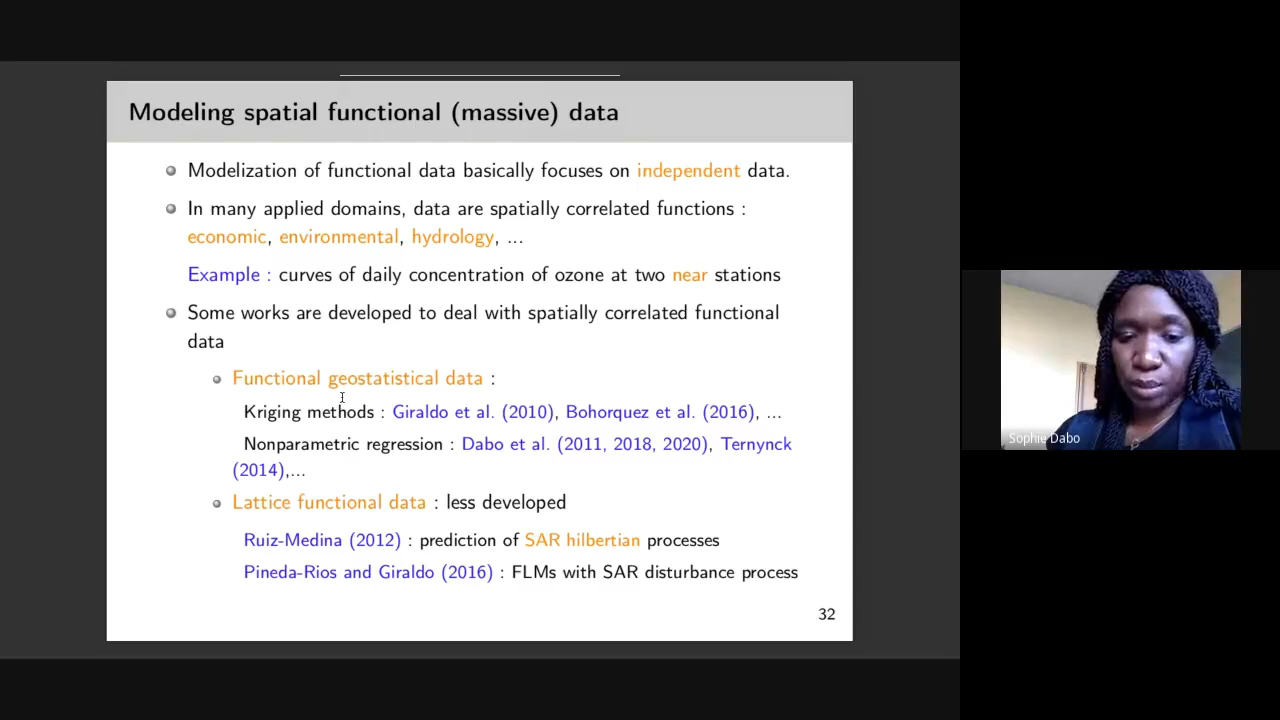 Modeling spatial functional (massive) data
Modelization of functional data basically focuses on independent data.
In many applied domains, data are spatially correlated functions :
economic, environmental, hydrology, ...
Example : curves of daily concentration of ozone at two near stations
Some works are developed to deal with spatially correlated functional
data
Functional geostatistical data :
Kriging methods : Giraldo et al. (2010), Bohorquez et al. (2016), ...
Nonparametric regression : Dabo et al. (2011, 2018, 2020), Ternynck
(2014),...
Lattice functional data : less developed
Ruiz-Medina (2012) : prediction of SAR hilbertian processes
Pineda-Rios and Giraldo (2016) : FLMs with SAR disturbance process
32
Sophie Dabo